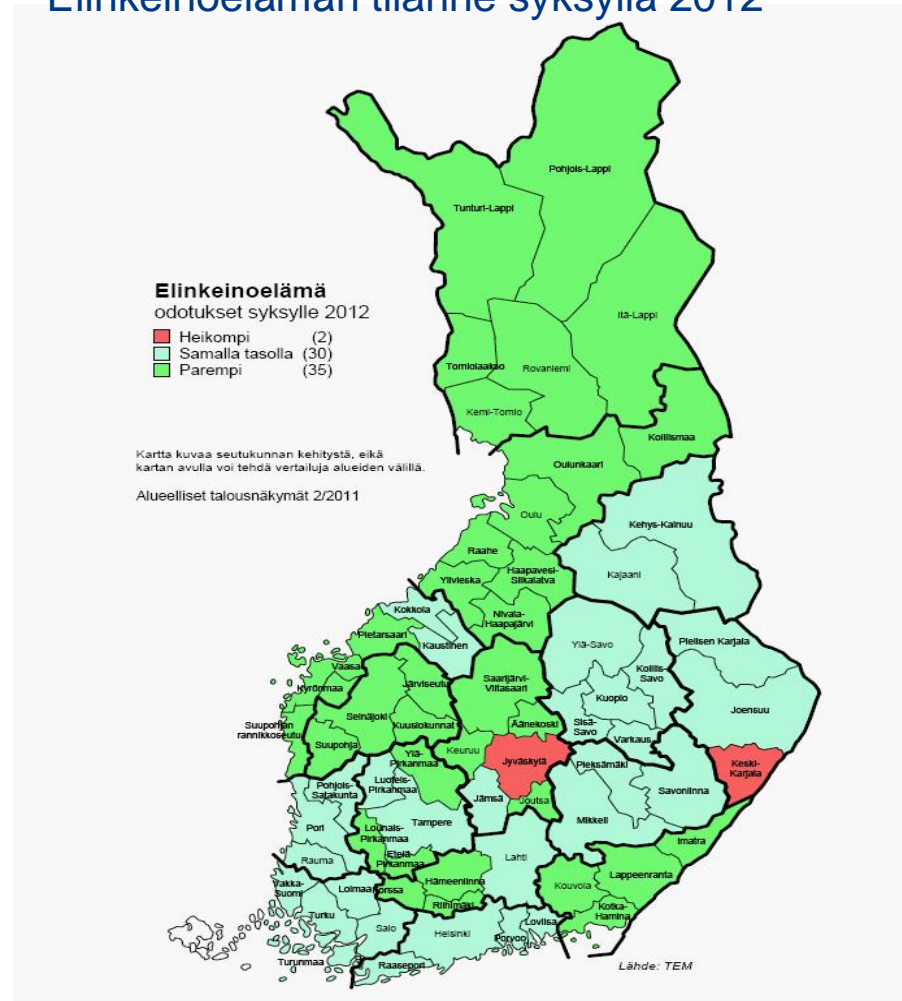 Elinkeinoelämän tilanne syksyllä 2012
Pohjois-Lappi
Tunturi-Lappi
Elinkeinoelämä
odotukset syksylle 2012
Heikompi (2)
Samalla tasolla (30)
Parempi (35)
Itä-Lappi
Torniolaakso
Rovaniemi
Kemi-Tornio
Koillismaa
Kartta kuvaa seutukunnan kehitystä, eikä
kartan avulla voi tehdä vertailuja alueiden välillä.
Oulunkaari
Alueelliset talousnäkymät 2/2011
Oulu
Kehys-Kainuu
Raahe
Haapavesi-
Siikalatva
Ylivieska
Kajaani
Kokkola
Nivala-
Haapajärvi
Pietarsaari
Kaustinen
Ylä-Savo
Pielisen Karjala
Koillis-
Savo
Vaasa
Kyrönmaa
Järviseutu
Saarijärvi-
Viitasaari
Kuopio
Joensuu
Suupohjan
rannikkoseutu
Seinäjoki
Kuusiokunnat
Äänekoski
Sisä-
Savo
Varkaus
Suupohja
Ylä-
Pirkanmaa
Keuruu
Jyväskylä
Pieksämäki
Keski-
Karjala
Pohjois-
Satakunta
Luoteis-
Pirkanmaa
Jämsä
Joutsa
Savonlinna
Pori
Lounais-
Pirkanmaa
Tampere
Mikkeli
Imatra
Rauma
Etelä-
Pirkanmaa
Lahti
Lappeenranta
Vakka-
Suomi
Loimaa
Forssa
Hämeenlinna
Kouvola
Riihimäki
Kotka-
Hamina
Turku
Salo
Helsinki
Loviisa
Porvoo
Turunmaa
Raasepori
Lähde: TEM